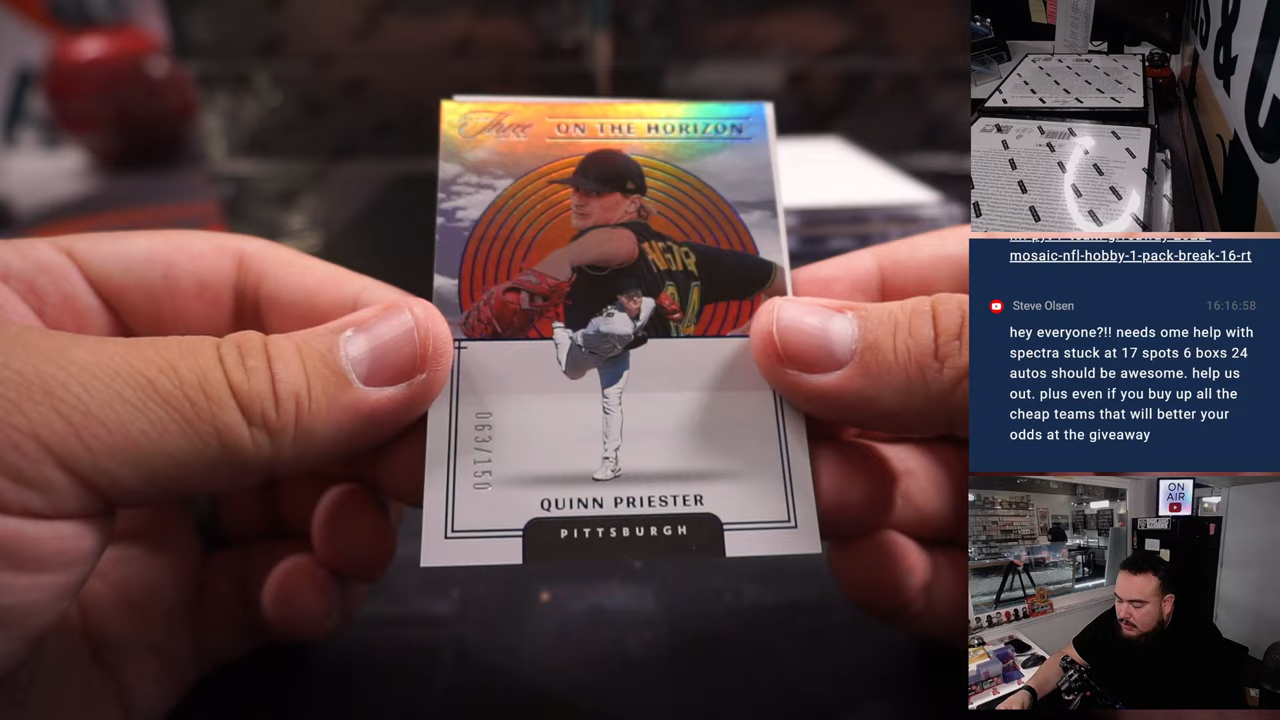 Three
ON THE HORIZON
34
063/150
QUINN PRIESTER
PITTSBURGH
mosaic-nfl-hobby-1-pack-break-16-rt
Steve Olsen
16:16:58
hey everyone?!! needs ome help with
spectra stuck at 17 spots 6 boxs 24
autos should be awesome. help us
out. plus even if you buy up all the
cheap teams that will better your
odds at the giveaway
ON
AIR